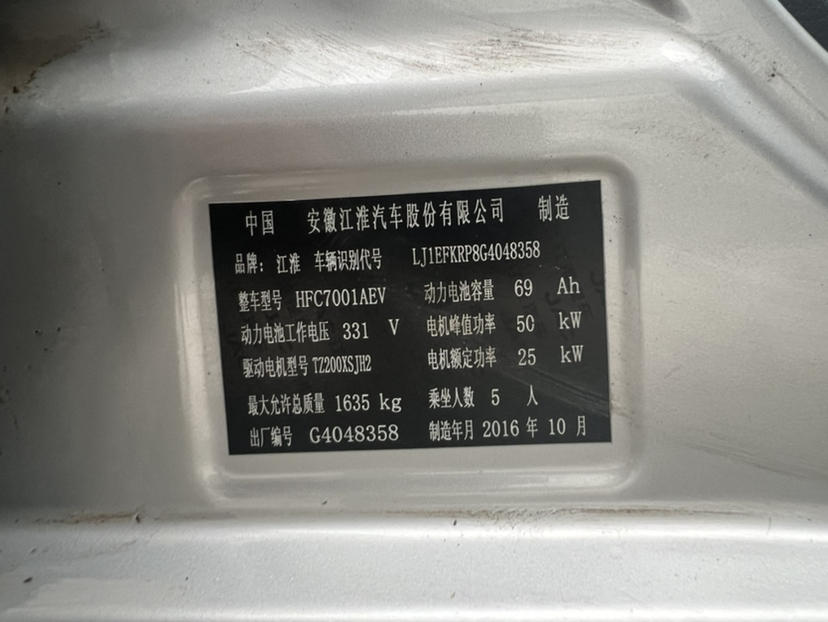 中国 安徽江淮汽车股份有限公司 制造
品牌：江淮 车辆识别代号 LJ1EFKRP8G4048358
整车型号 HFC7001AEV 动力电池容量 69 Ah
动力电池工作电压 331 V 电机峰值功率 50 kW
驱动电机型号 TZ200XSJH2 电机额定功率 25 kW
最大允许总质量 1635 kg 乘坐人数 5 人
出厂编号 G4048358 制造年月 2016 年 10 月